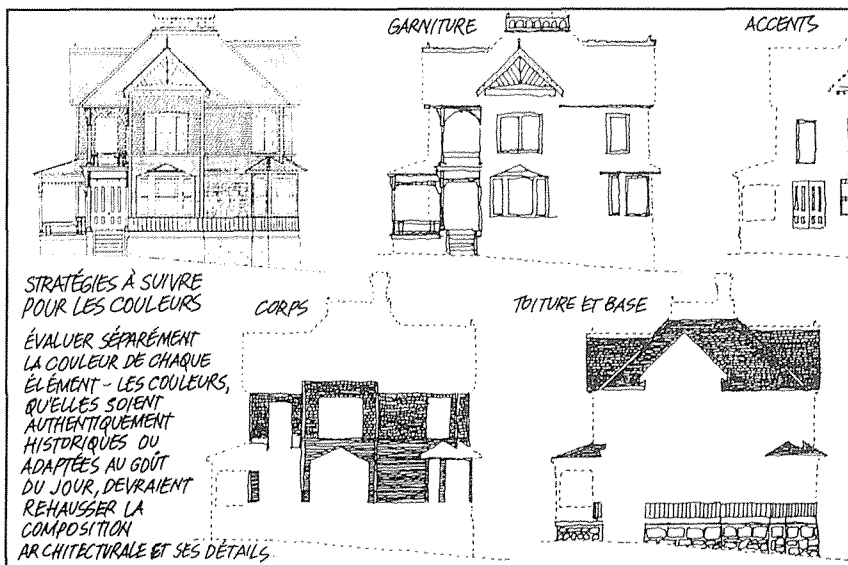 GARNITURE
ACCENTS
STRATÉGIES À SUIVRE
POUR LES COULEURS
ÉVALUER SÉPARÉMENT
LA COULEUR DE CHAQUE
ÉLÉMENT - LES COULEURS,
QU'ELLES SOIENT
AUTHENTIQUEMENT
HISTORIQUES OU
ADAPTÉES AU GOÛT
DU JOUR, DEVRAIENT
REHAUSSER LA
COMPOSITION
ARCHITECTURALE ET SES DÉTAILS.
CORPS
TOITURE ET BASE